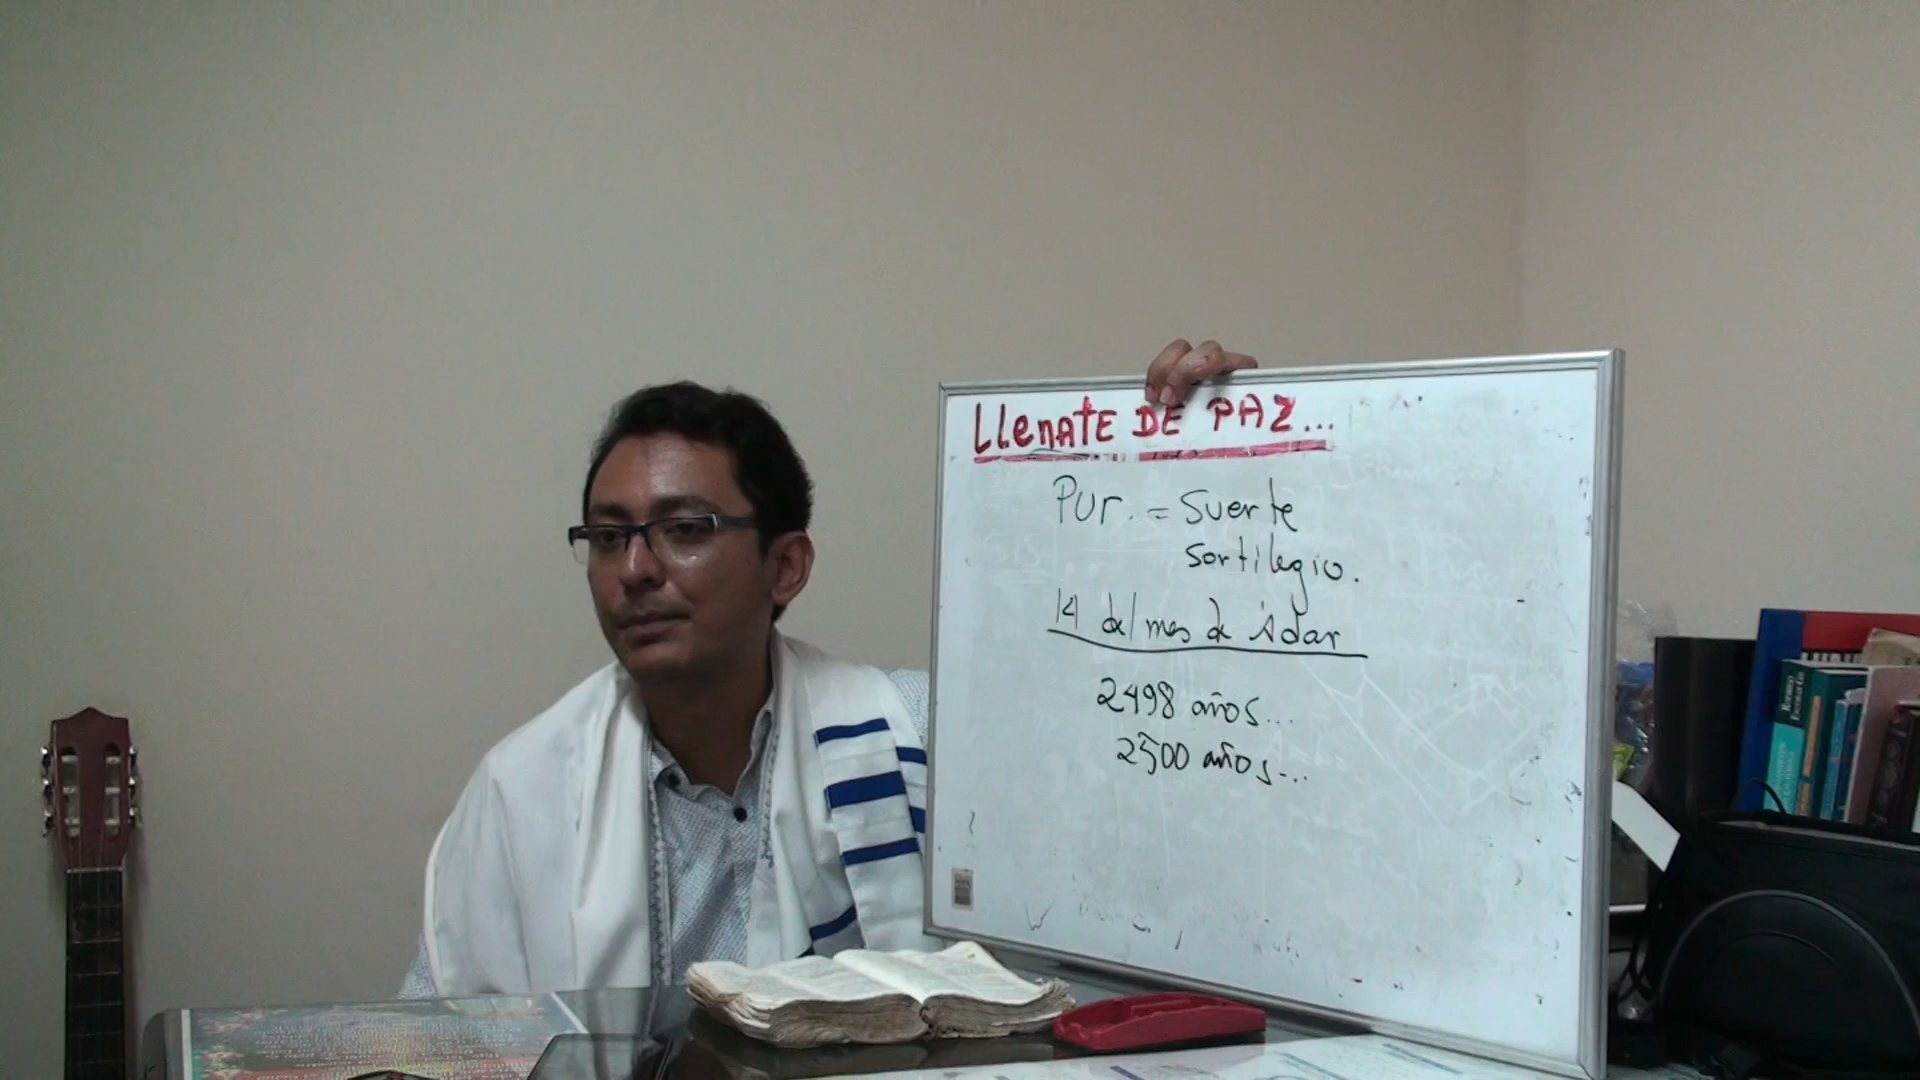 LLenATE DE PAZ...
Pur. = Suerte
sortilegio.
14 del mes de Adar
2498 años...
2500 años...